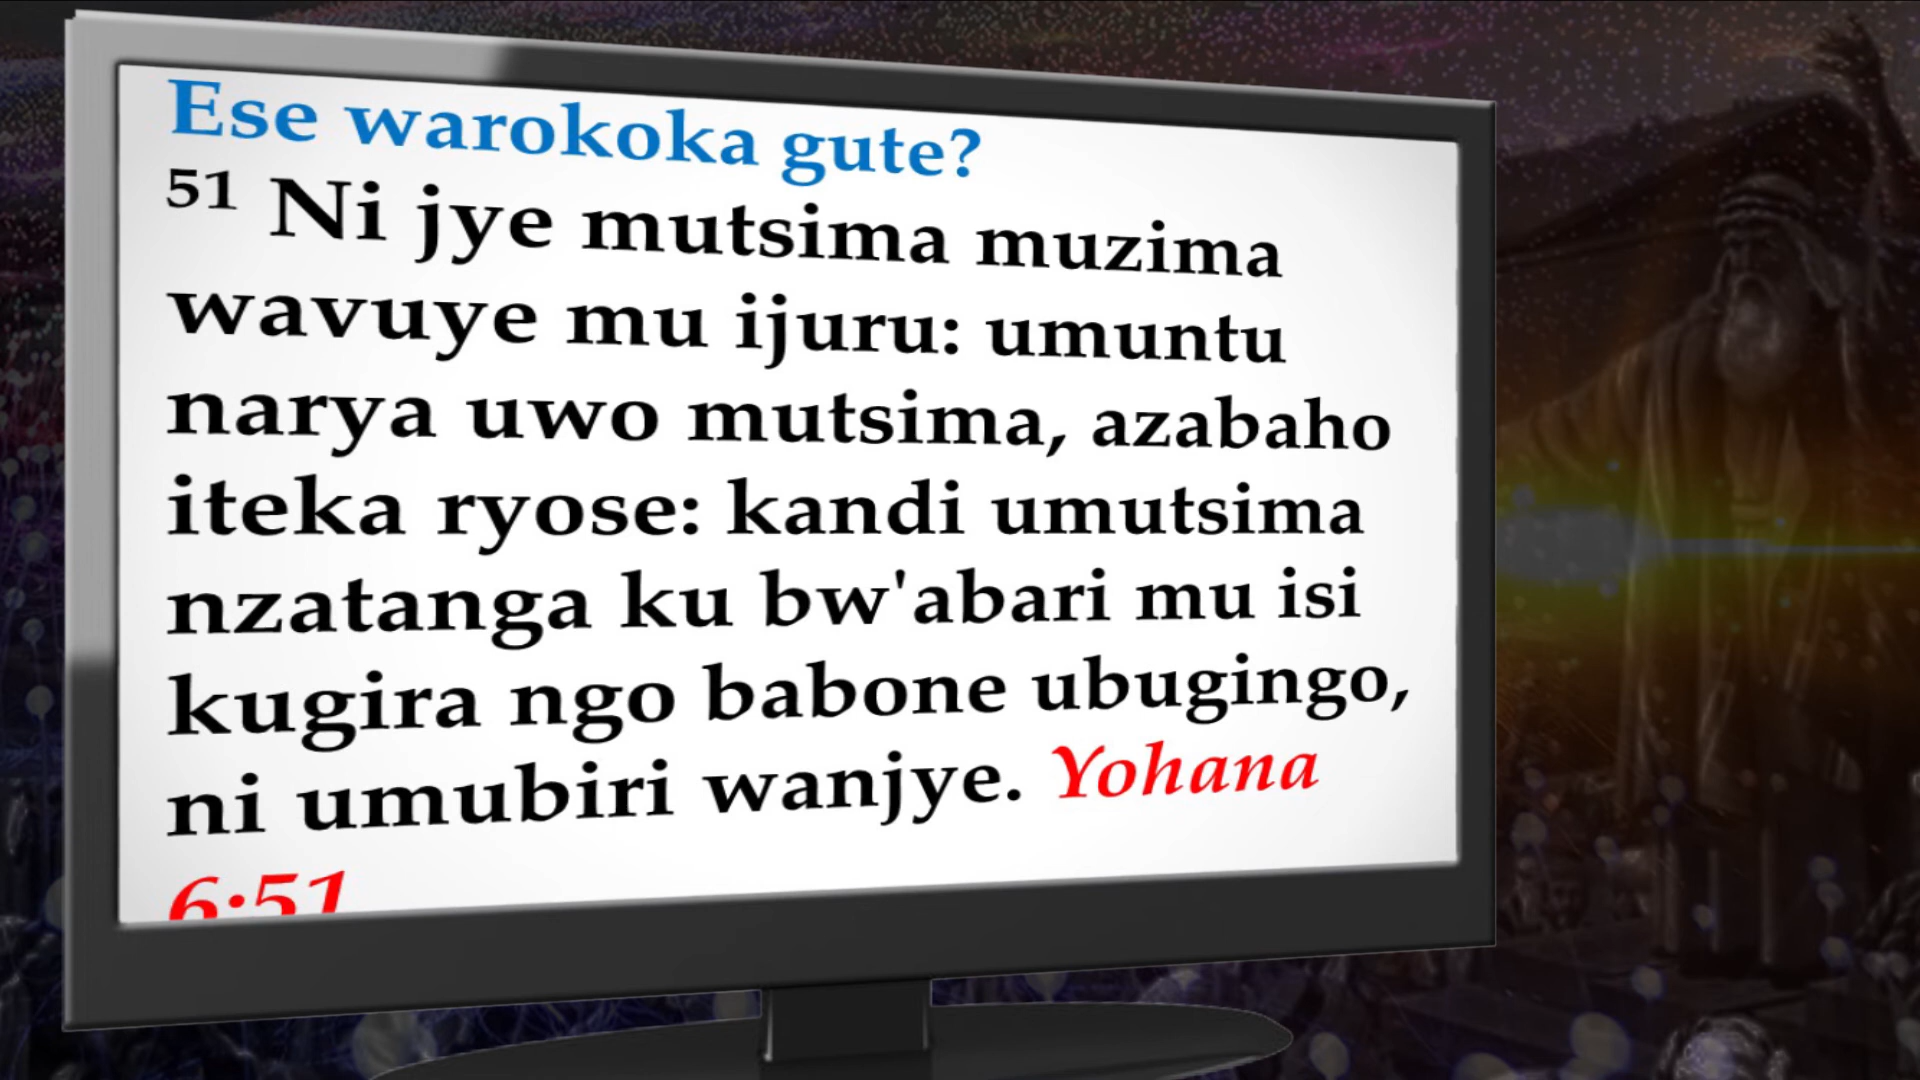 Ese warokoka gute?
51 Ni jye mutsima muzima
wavuye mu ijuru: umuntu
narya uwo mutsima, azabaho
iteka ryose: kandi umutsima
nzatanga ku bw'abari mu isi
kugira ngo babone ubugingo,
ni umubiri wanjye. Yohana
6:51